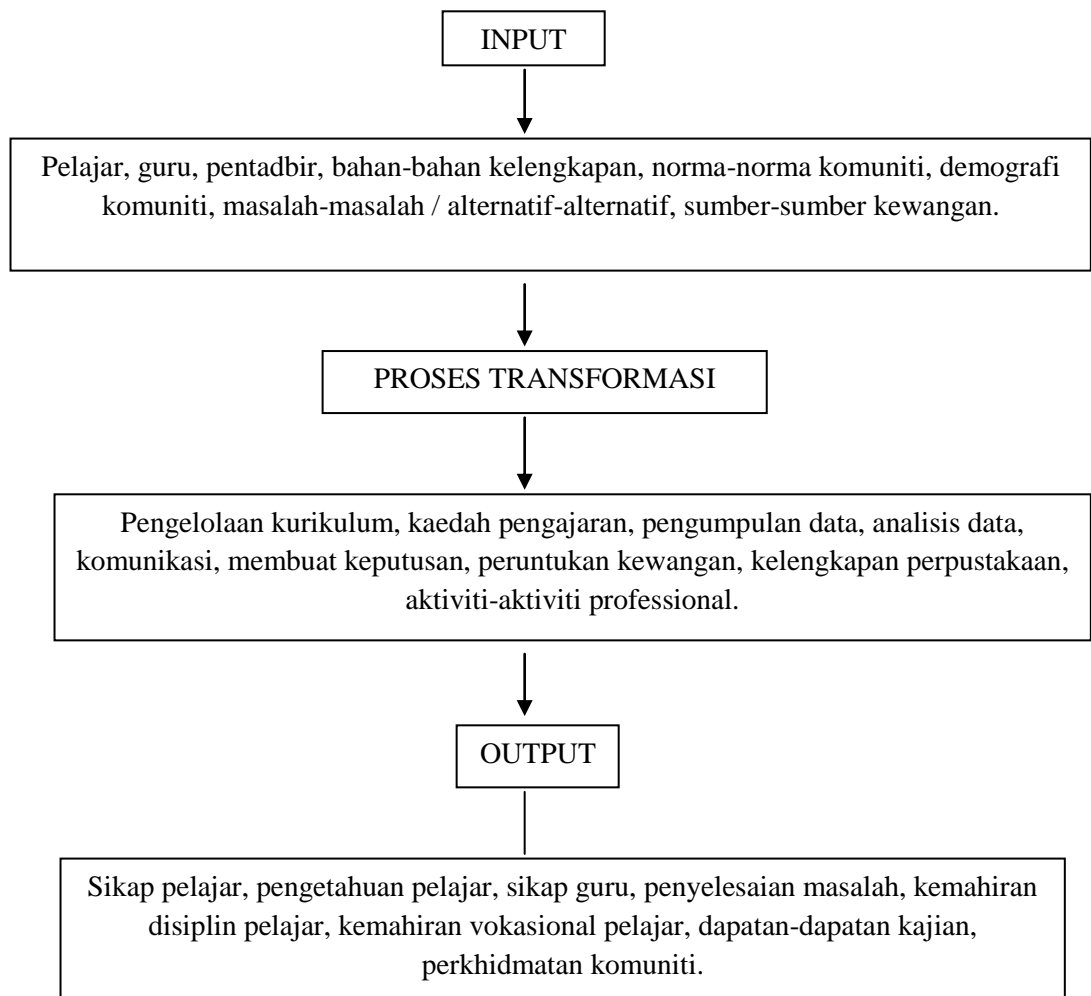 INPUT
Pelajar, guru, pentadbir, bahan-bahan kelengkapan, norma-norma komuniti, demografi
komuniti, masalah-masalah / alternatif-alternatif, sumber-sumber kewangan.
PROSES TRANSFORMASI
Pengelolaan kurikulum, kaedah pengajaran, pengumpulan data, analisis data,
komunikasi, membuat keputusan, peruntukan kewangan, kelengkapan perpustakaan,
aktiviti-aktiviti professional.
OUTPUT
Sikap pelajar, pengetahuan pelajar, sikap guru, penyelesaian masalah, kemahiran
disiplin pelajar, kemahiran vokasional pelajar, dapatan-dapatan kajian,
perkhidmatan komuniti.